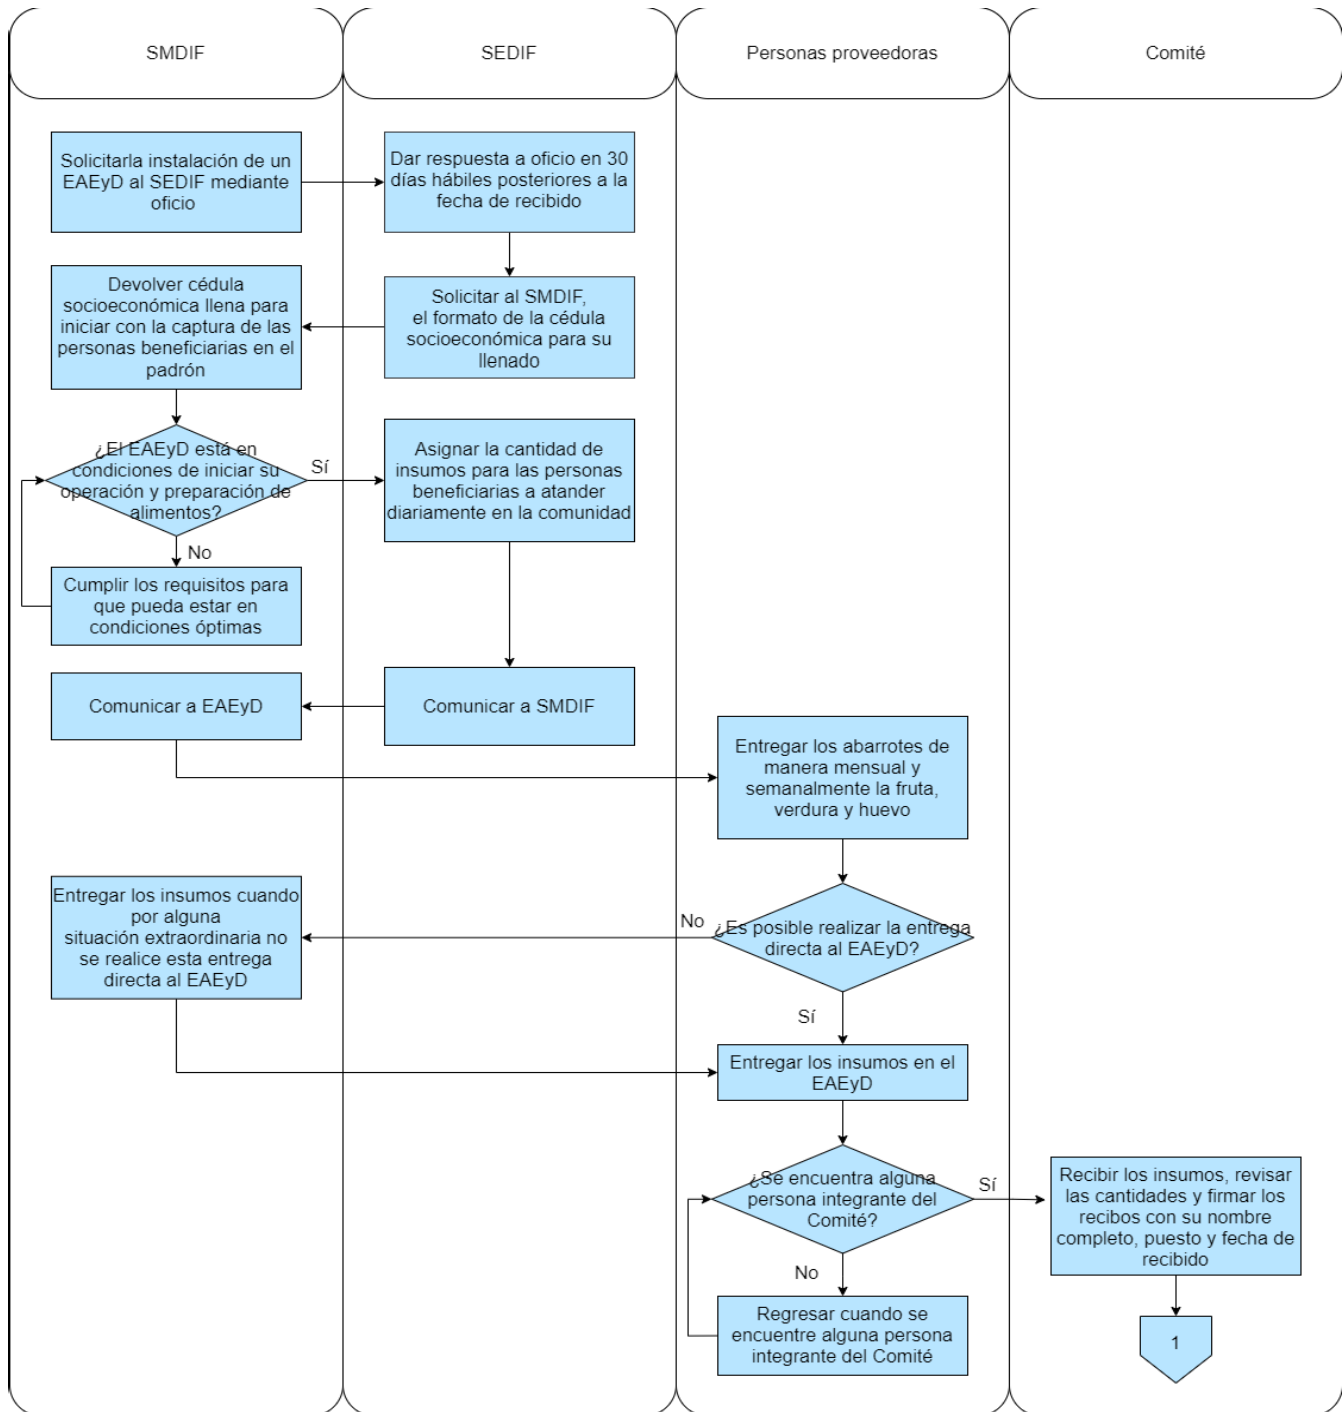 SMDIF
SEDIF
Personas proveedoras
Comité
Solicitarla instalación de un
EAEyD al SEDIF mediante
oficio
Dar respuesta a oficio en 30
días hábiles posteriores a la
fecha de recibido
Devolver cédula
socioeconómica llena para
iniciar con la captura de las
personas beneficiarias en el
padrón
Solicitar al SMDIF,
el formato de la cédula
socioeconómica para su
llenado
¿El EAEyD está en
condiciones de iniciar su
operación y preparación de
alimentos?
Sí
Asignar la cantidad de
insumos para las personas
beneficiarias a atander
diariamente en la comunidad
No
Cumplir los requisitos para
que pueda estar en
condiciones óptimas
Comunicar a EAEyD
Comunicar a SMDIF
Entregar los abarrotes de
manera mensual y
semanalmente la fruta,
verdura y huevo
Entregar los insumos cuando
por alguna
situación extraordinaria no
se realice esta entrega
directa al EAEyD
No
¿Es posible realizar la entrega
directa al EAEyD?
Sí
Entregar los insumos en el
EAEyD
¿Se encuentra alguna
persona integrante del
Comité?
Sí
Recibir los insumos, revisar
las cantidades y firmar los
recibos con su nombre
completo, puesto y fecha de
recibido
No
Regresar cuando se
encuentre alguna persona
integrante del Comité
1